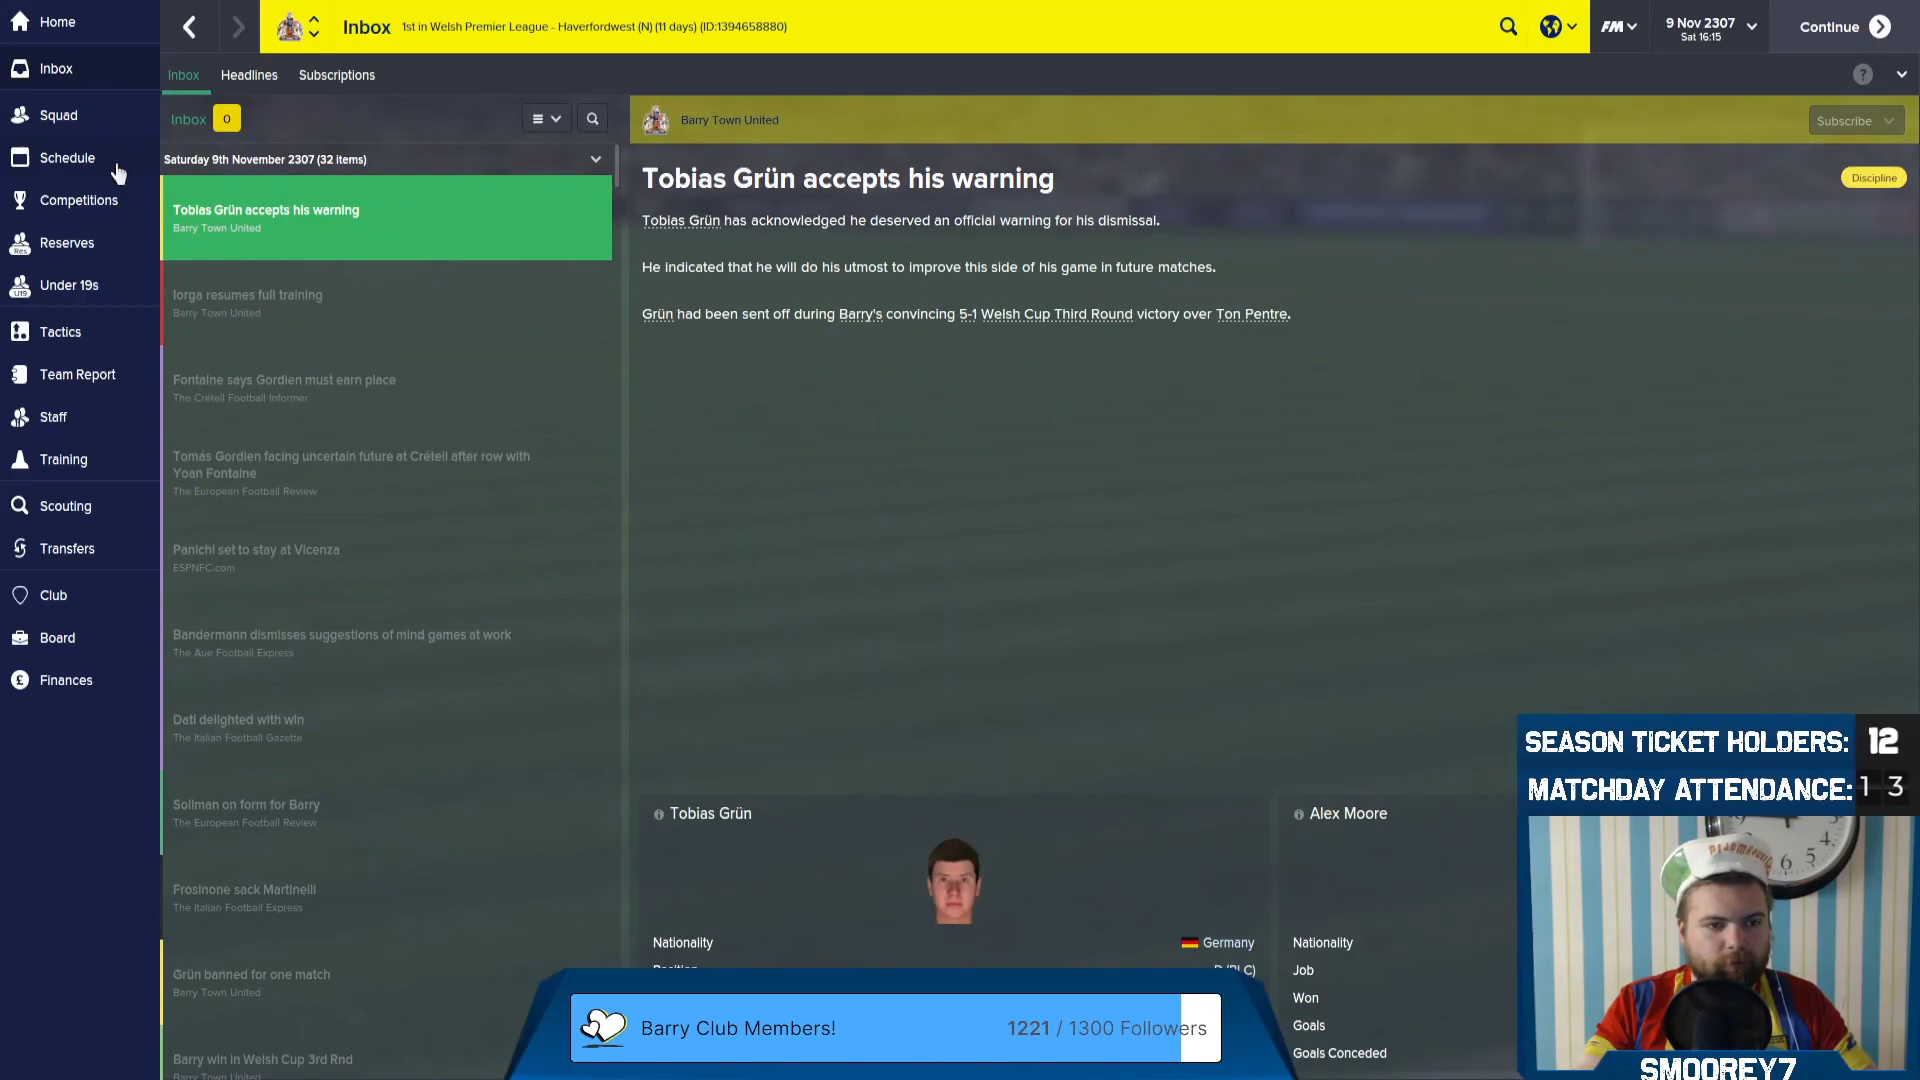 Home
Inbox
1st in Welsh Premier League - Haverfordwest (N) (11 days) (ID:1394658880)
FM
9 Nov 2307
Sat 16:15
Continue
Inbox
Squad
Schedule
Competitions
Reserves
Under 19s
Tactics
Team Report
Staff
Training
Scouting
Transfers
Club
Board
Finances
Inbox Headlines Subscriptions
Inbox 0
Saturday 9th November 2307 (32 items)
Tobias Grün accepts his warning
Barry Town United
Iorga resumes full training
Barry Town United
Fontaine says Gordien must earn place
The Créteil Football Informer
Tomás Gordien facing uncertain future at Créteil after row with
Yoan Fontaine
The European Football Review
Panichi set to stay at Vicenza
ESPNFC.com
Bandermann dismisses suggestions of mind games at work
The Aue Football Express
Dati delighted with win
The Italian Football Gazette
Sollman on form for Barry
The European Football Review
Frosinone sack Martinelli
The Italian Football Express
Grün banned for one match
Barry Town United
Barry win in Welsh Cup 3rd Rnd
Barry Town United
Barry Town United
Subscribe
Tobias Grün accepts his warning
Discipline
Tobias Grün has acknowledged he deserved an official warning for his dismissal.
He indicated that he will do his utmost to improve this side of his game in future matches.
Grün had been sent off during Barry's convincing 5-1 Welsh Cup Third Round victory over Ton Pentre.
Tobias Grün
Nationality Germany
Position
Alex Moore
Nationality
Job
Won
Goals
Goals Conceded
SEASON TICKET HOLDERS: 12
MATCHDAY ATTENDANCE: 13
Barry Club Members! 1221 / 1300 Followers
SMOOREY7